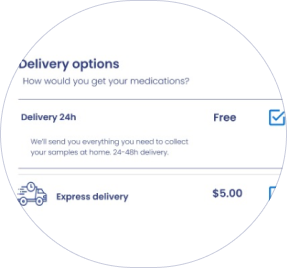 Delivery options
How would you get your medications?
Delivery 24h Free
We'll send you everything you need to collect
your samples at home. 24-48h delivery.
Express delivery $5.00